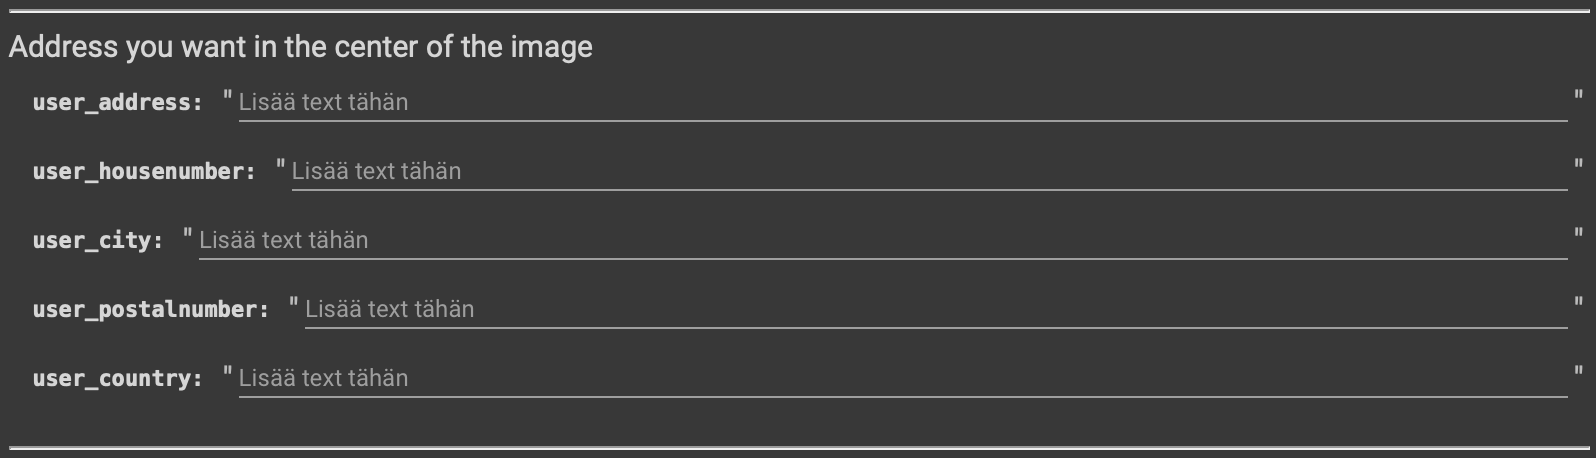 Address you want in the center of the image
user_address: "Lisää text tähän"
user_housenumber: "Lisää text tähän"
user_city: "Lisää text tähän"
user_postalnumber: "Lisää text tähän"
user_country: "Lisää text tähän"